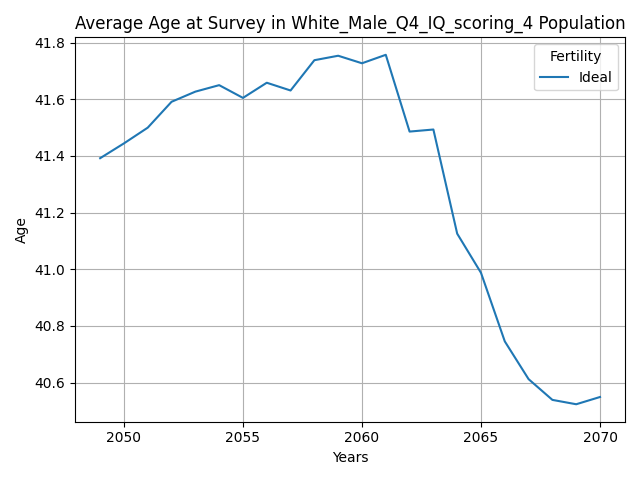 Average Age at Survey in White_Male_Q4_IQ_scoring_4 Population
Fertility
Ideal
41.8
41.6
41.4
41.2
41.0
40.8
40.6
Age
2050
2055
2060
2065
2070
Years